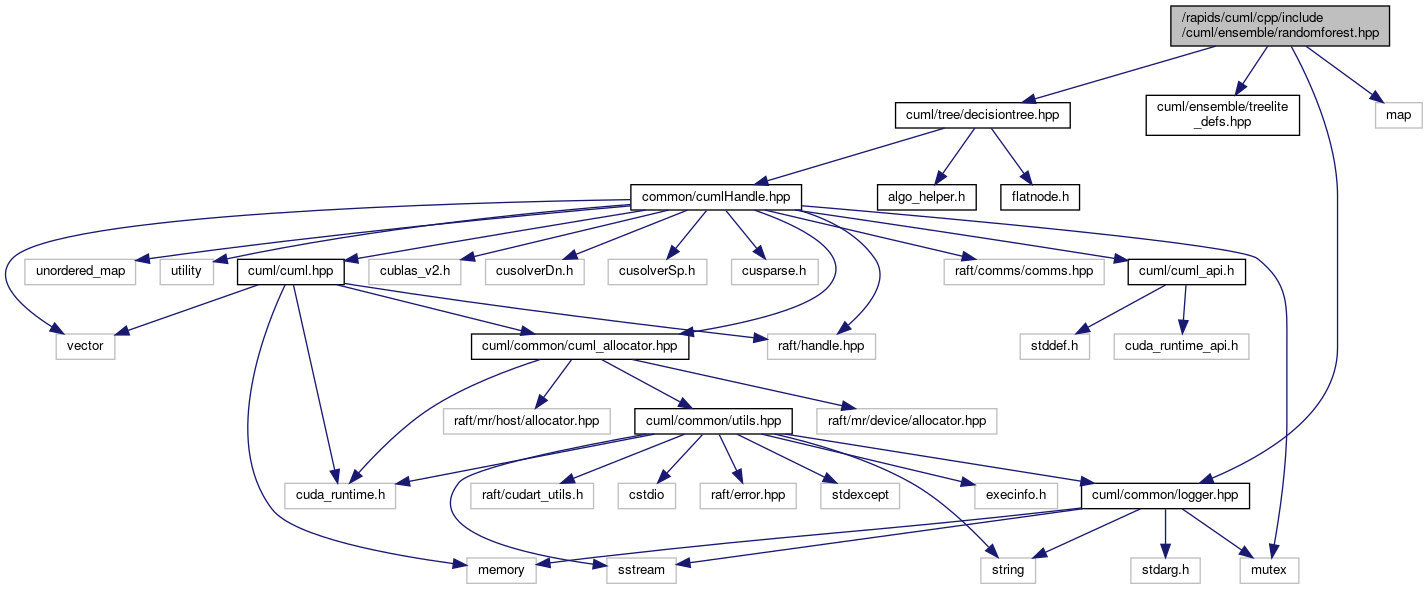 /rapids/cuml/cpp/include
/cuml/ensemble/randomforest.hpp
cuml/tree/decisiontree.hpp
cuml/ensemble/treelite
_defs.hpp
map
common/cumlHandle.hpp
algo_helper.h
flatnode.h
unordered_map
utility
cuml/cuml.hpp
cublas_v2.h
cusolverDn.h
cusolverSp.h
cusparse.h
raft/comms/comms.hpp
cuml/cuml_api.h
vector
cuml/common/cuml_allocator.hpp
raft/handle.hpp
stddef.h
cuda_runtime_api.h
raft/mr/host/allocator.hpp
cuml/common/utils.hpp
raft/mr/device/allocator.hpp
cuda_runtime.h
raft/cudart_utils.h
cstdio
raft/error.hpp
stdexcept
execinfo.h
cuml/common/logger.hpp
memory
sstream
string
stdarg.h
mutex